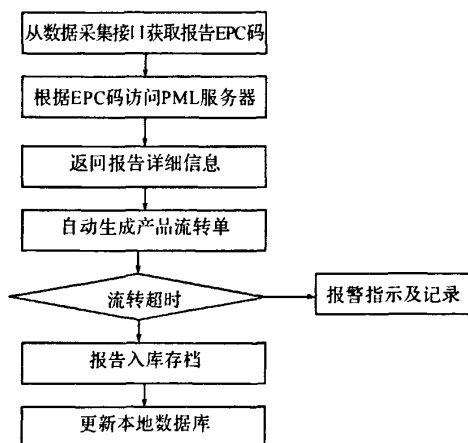 从数据采集接口获取报告EPC码
根据EPC码访问PML服务器
返回报告详细信息
自动生成产品流转单
流转超时
报警指示及记录
报告入库存档
更新本地数据库